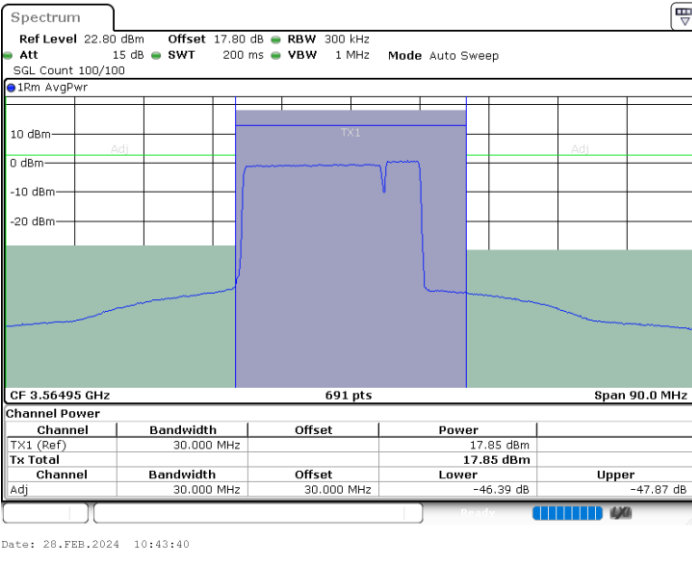 Spectrum
Ref Level 22.80 dBm Offset 17.80 dB RBW 300 kHz
Att 15 dB SWT 200 ms VBW 1 MHz Mode Auto Sweep
SGL Count 100/100
1Rm AvgPwr
TX1
10 dBm
Adj Adj
0 dBm
-10 dBm
-20 dBm
CF 3.56495 GHz 691 pts Span 90.0 MHz
Channel Power
Channel Bandwidth Offset Power
TX1 (Ref) 30.000 MHz 17.85 dBm
Tx Total 17.85 dBm
Channel Bandwidth Offset Lower Upper
Adj 30.000 MHz 30.000 MHz -46.39 dB -47.87 dB
Ready
Date: 28.FEB.2024 10:43:40